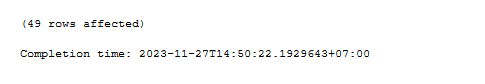 (49 rows affected)
Completion time: 2023-11-27T14:50:22.1929643+07:00